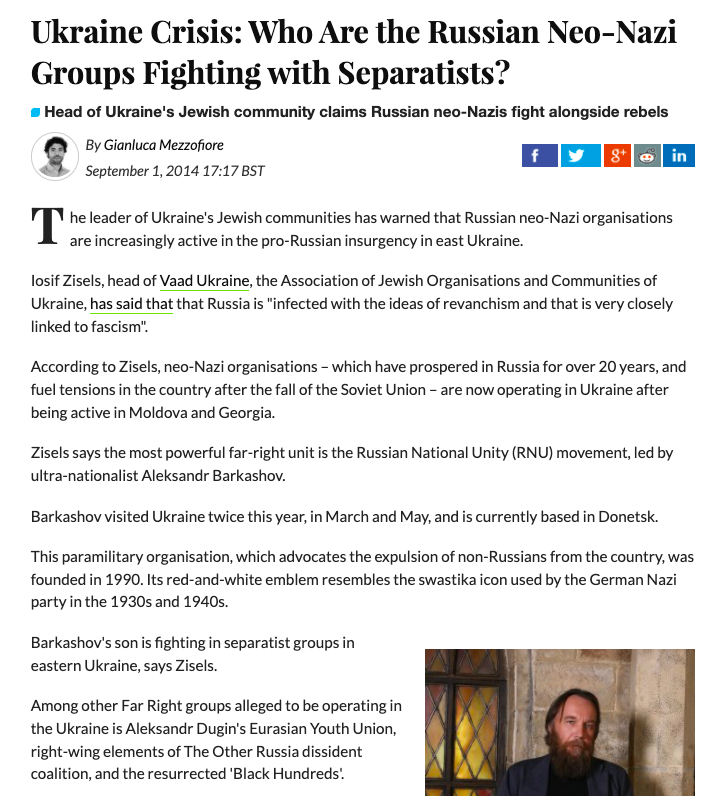 Ukraine Crisis: Who Are the Russian Neo-Nazi
Groups Fighting with Separatists?
Head of Ukraine's Jewish community claims Russian neo-Nazis fight alongside rebels
By Gianluca Mezzofiore
September 1, 2014 17:17 BST
f g+ in
The leader of Ukraine's Jewish communities has warned that Russian neo-Nazi organisations
are increasingly active in the pro-Russian insurgency in east Ukraine.
Iosif Zisels, head of Vaad Ukraine, the Association of Jewish Organisations and Communities of
Ukraine, has said that that Russia is "infected with the ideas of revanchism and that is very closely
linked to fascism".
According to Zisels, neo-Nazi organisations – which have prospered in Russia for over 20 years, and
fuel tensions in the country after the fall of the Soviet Union – are now operating in Ukraine after
being active in Moldova and Georgia.
Zisels says the most powerful far-right unit is the Russian National Unity (RNU) movement, led by
ultra-nationalist Aleksandr Barkashov.
Barkashov visited Ukraine twice this year, in March and May, and is currently based in Donetsk.
This paramilitary organisation, which advocates the expulsion of non-Russians from the country, was
founded in 1990. Its red-and-white emblem resembles the swastika icon used by the German Nazi
party in the 1930s and 1940s.
Barkashov's son is fighting in separatist groups in
eastern Ukraine, says Zisels.
Among other Far Right groups alleged to be operating in
the Ukraine is Aleksandr Dugin's Eurasian Youth Union,
right-wing elements of The Other Russia dissident
coalition, and the resurrected 'Black Hundreds'.